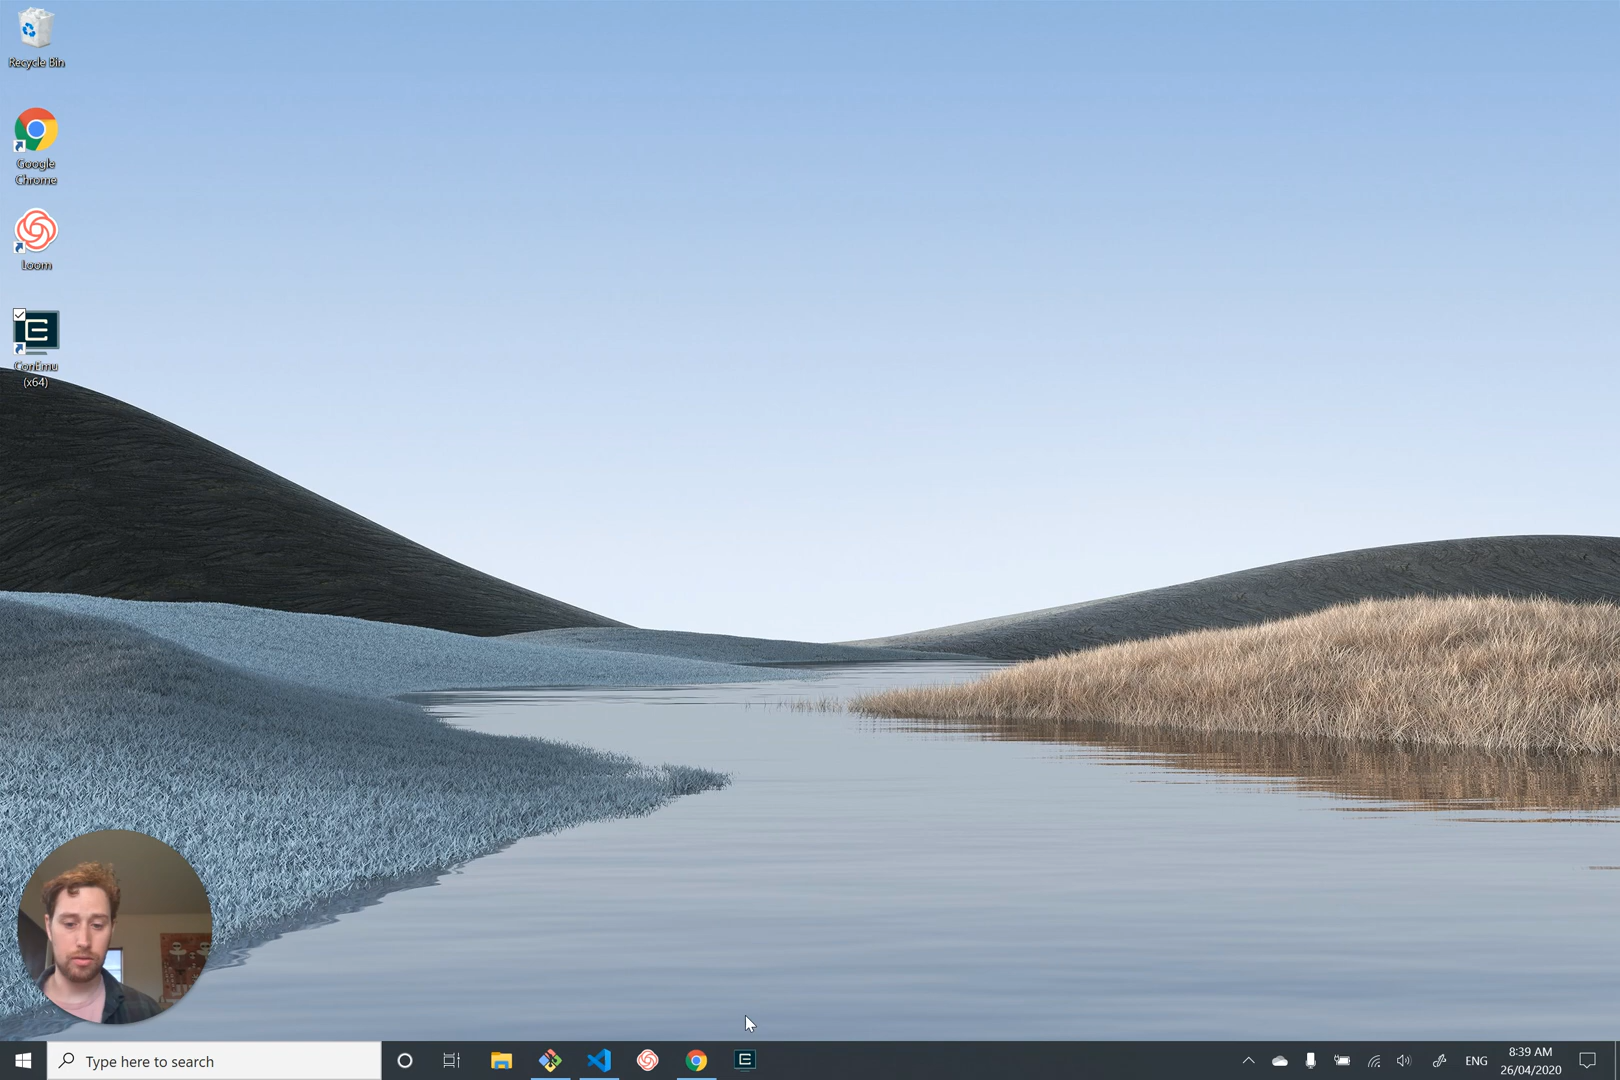 Recycle Bin
Google
Chrome
Loom
ConEmu
(x64)
Type here to search
ENG
8:39 AM
26/04/2020